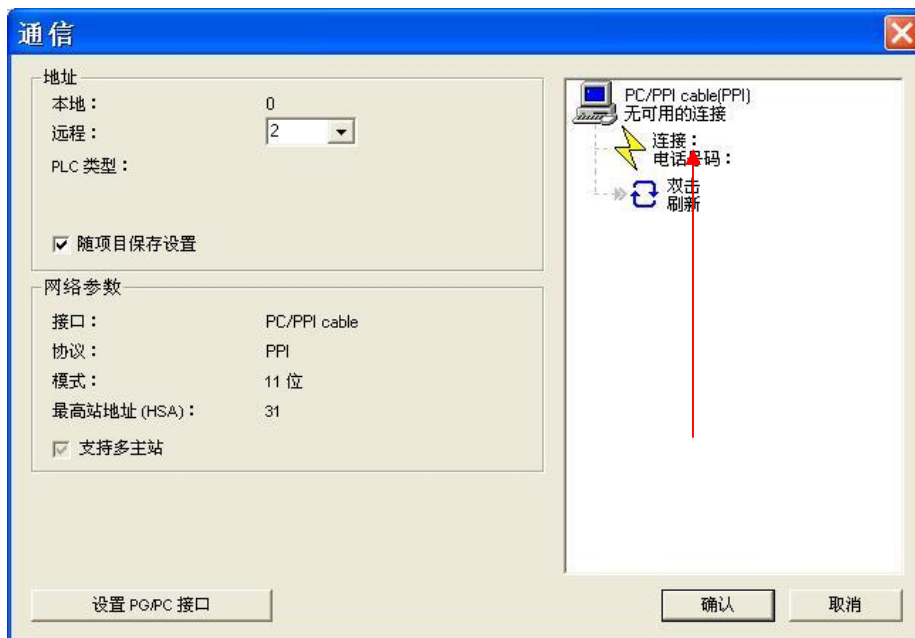 通信
地址
本地： 0
远程： 2
PLC 类型：
随项目保存设置
网络参数
接口： PC/PPI cable
协议： PPI
模式： 11 位
最高站地址 (HSA)： 31
支持多主站
PC/PPI cable(PPI)
无可用的连接
连接：
电话号码：
双击
刷新
设置 PG/PC 接口
确认
取消